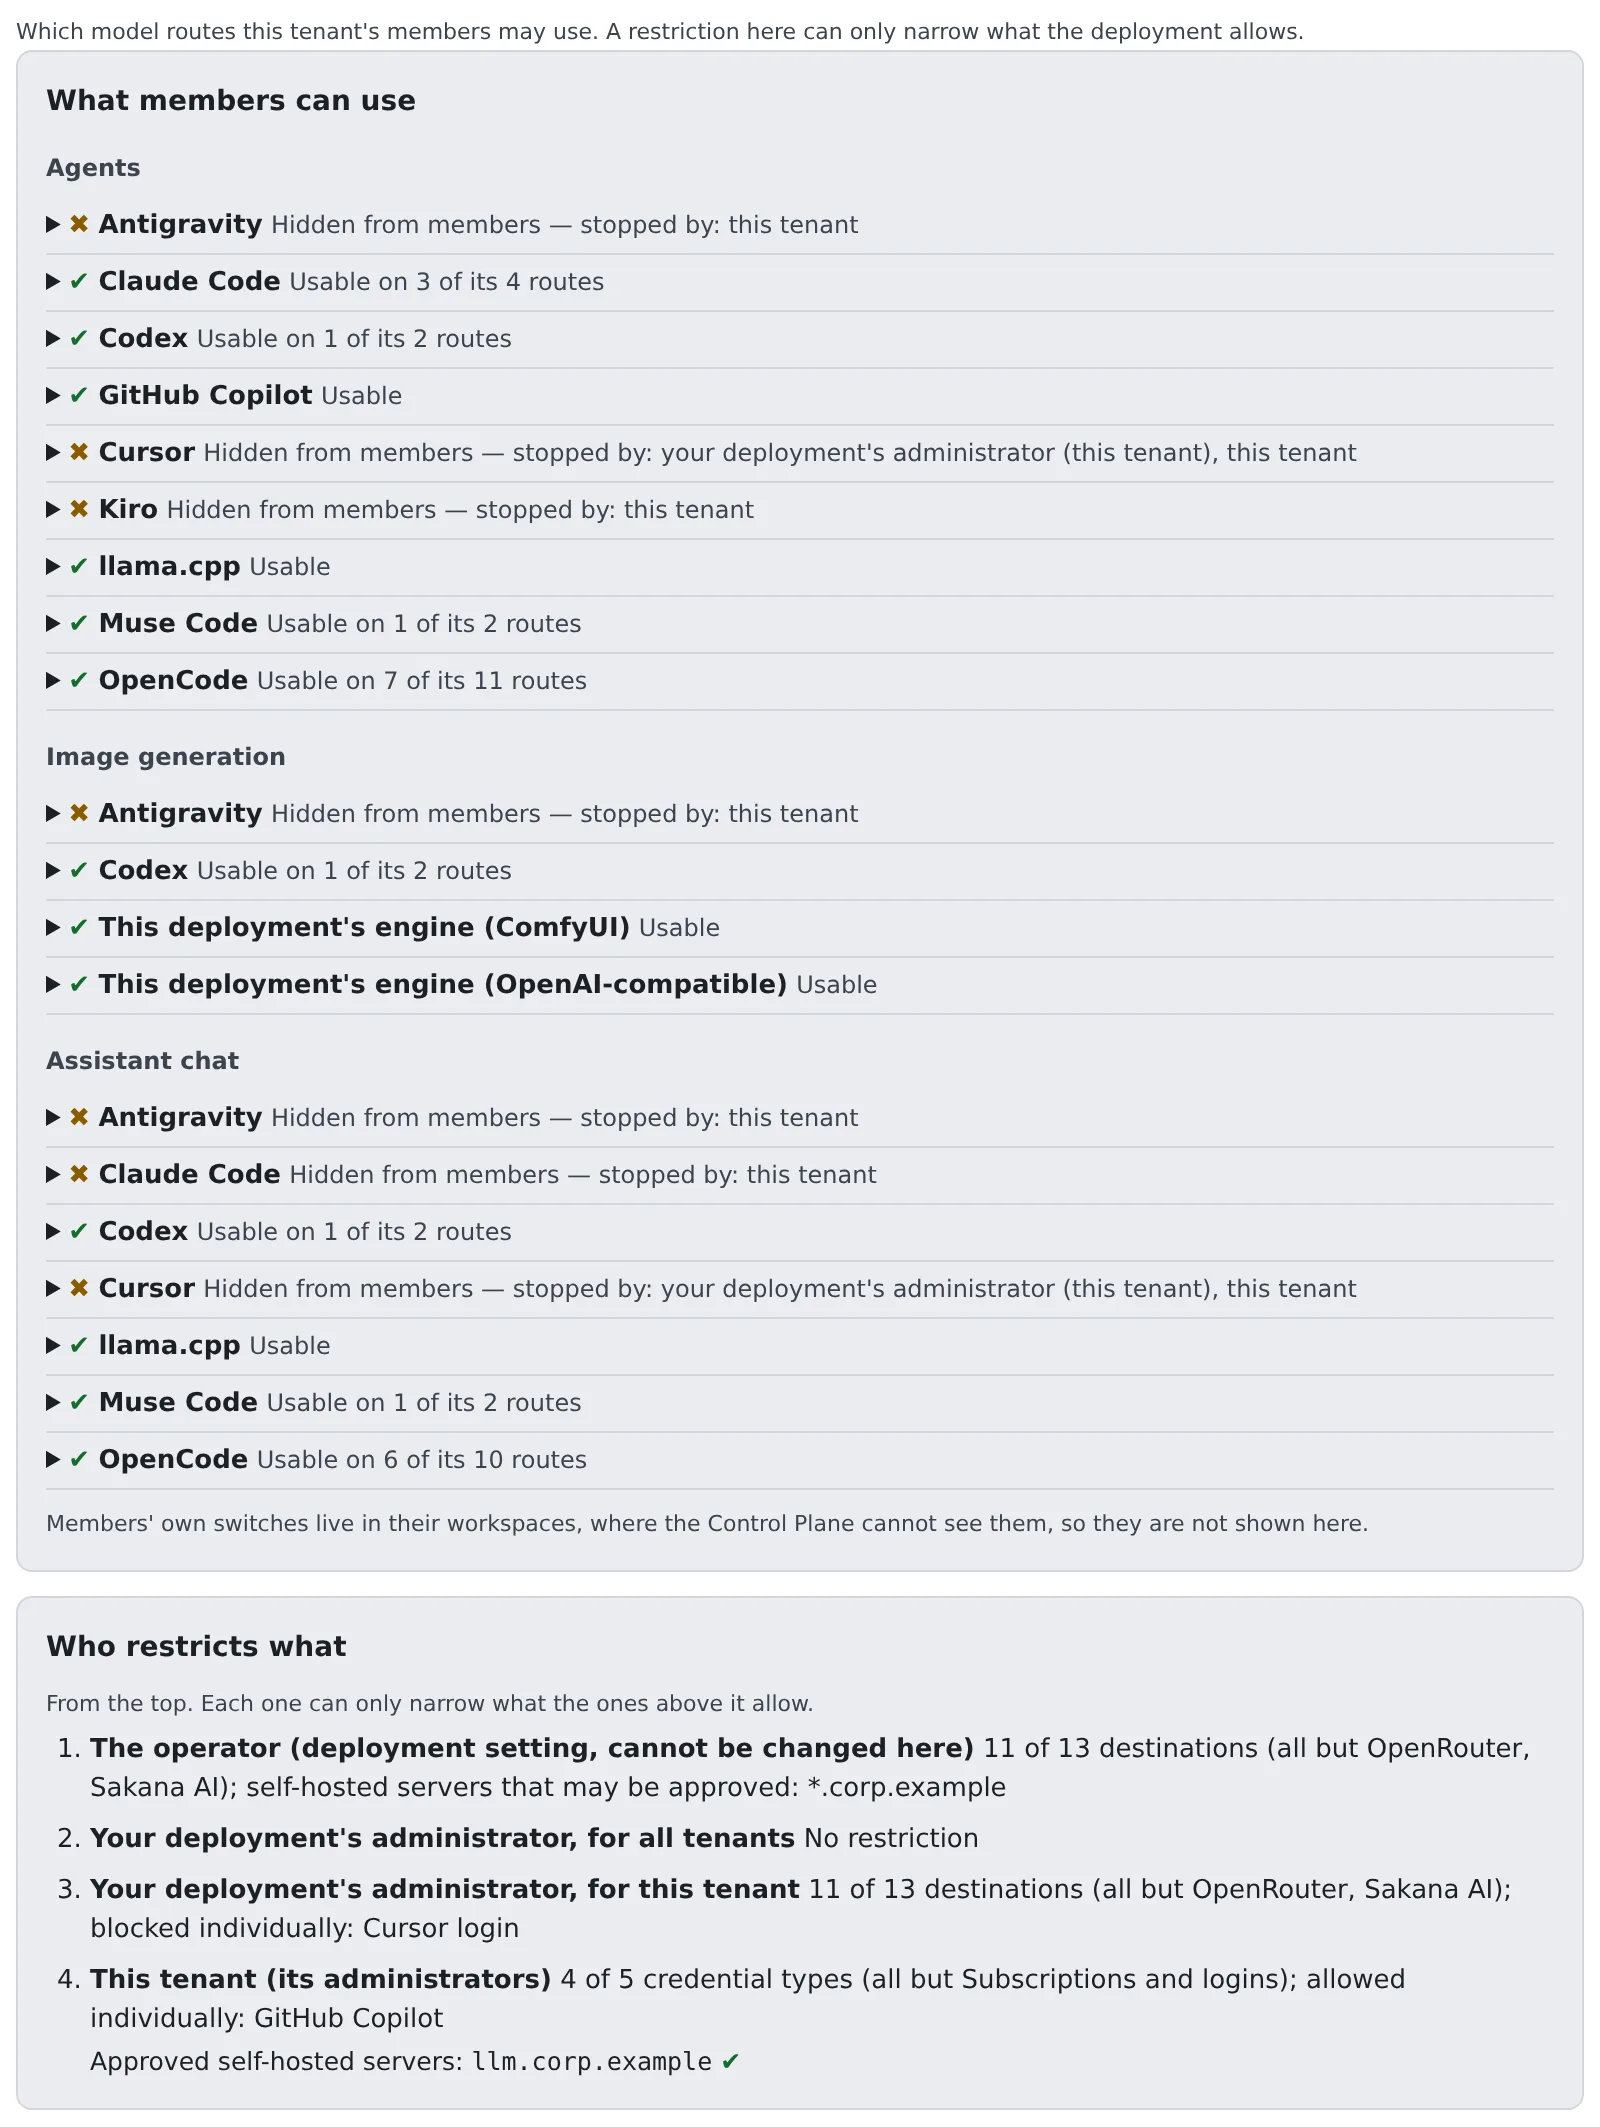 Which model routes this tenant's members may use. A restriction here can only narrow what the deployment allows.
What members can use
Agents
▶ ✖ Antigravity Hidden from members — stopped by: this tenant
▶ ✔ Claude Code Usable on 3 of its 4 routes
▶ ✔ Codex Usable on 1 of its 2 routes
▶ ✔ GitHub Copilot Usable
▶ ✖ Cursor Hidden from members — stopped by: your deployment's administrator (this tenant), this tenant
▶ ✖ Kiro Hidden from members — stopped by: this tenant
▶ ✔ llama.cpp Usable
▶ ✔ Muse Code Usable on 1 of its 2 routes
▶ ✔ OpenCode Usable on 7 of its 11 routes
Image generation
▶ ✖ Antigravity Hidden from members — stopped by: this tenant
▶ ✔ Codex Usable on 1 of its 2 routes
▶ ✔ This deployment's engine (ComfyUI) Usable
▶ ✔ This deployment's engine (OpenAI-compatible) Usable
Assistant chat
▶ ✖ Antigravity Hidden from members — stopped by: this tenant
▶ ✖ Claude Code Hidden from members — stopped by: this tenant
▶ ✔ Codex Usable on 1 of its 2 routes
▶ ✖ Cursor Hidden from members — stopped by: your deployment's administrator (this tenant), this tenant
▶ ✔ llama.cpp Usable
▶ ✔ Muse Code Usable on 1 of its 2 routes
▶ ✔ OpenCode Usable on 6 of its 10 routes
Members' own switches live in their workspaces, where the Control Plane cannot see them, so they are not shown here.
Who restricts what
From the top. Each one can only narrow what the ones above it allow.
1. The operator (deployment setting, cannot be changed here) 11 of 13 destinations (all but OpenRouter,
Sakana AI); self-hosted servers that may be approved: *.corp.example
2. Your deployment's administrator, for all tenants No restriction
3. Your deployment's administrator, for this tenant 11 of 13 destinations (all but OpenRouter, Sakana AI);
blocked individually: Cursor login
4. This tenant (its administrators) 4 of 5 credential types (all but Subscriptions and logins); allowed
individually: GitHub Copilot
Approved self-hosted servers: llm.corp.example ✔